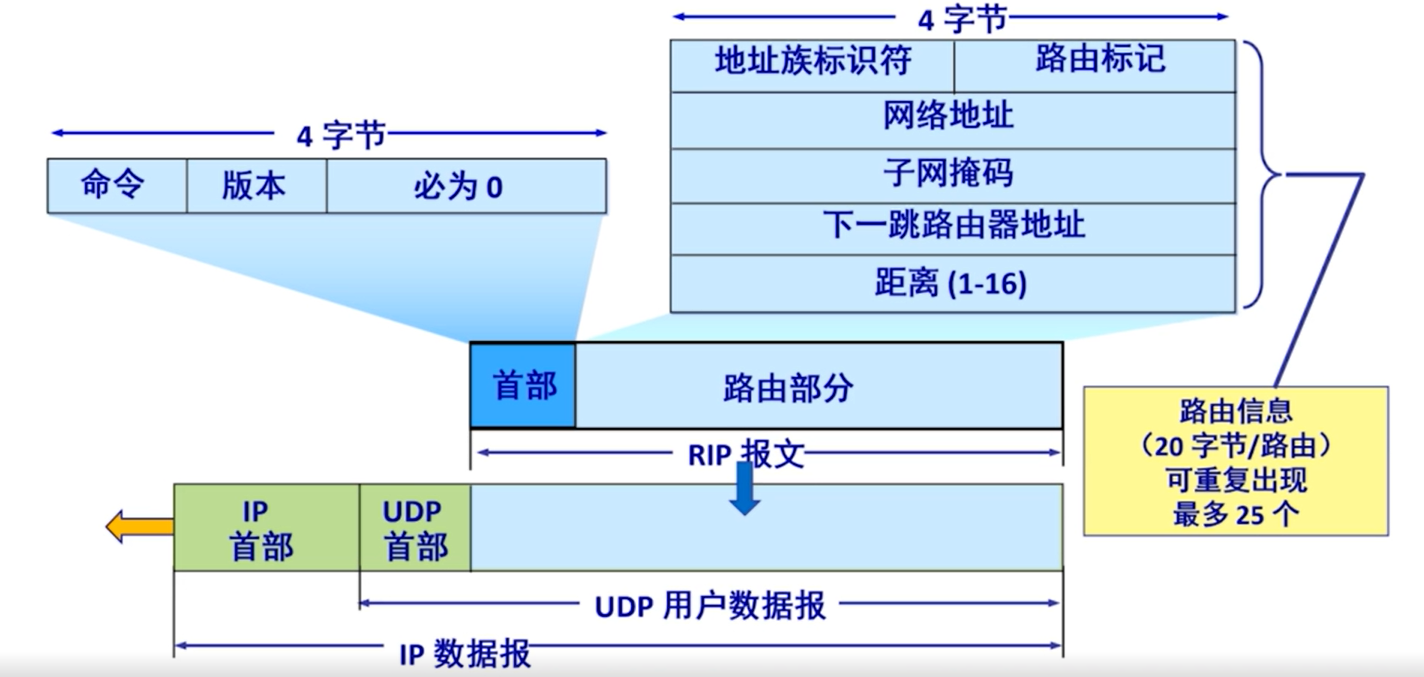 4 字节
地址族标识符
路由标记
网络地址
子网掩码
下一跳路由器地址
距离 (1-16)
4 字节
命令
版本
必为 0
首部
路由部分
RIP 报文
路由信息
（20 字节/路由）
可重复出现
最多 25 个
IP
首部
UDP
首部
UDP 用户数据报
IP 数据报